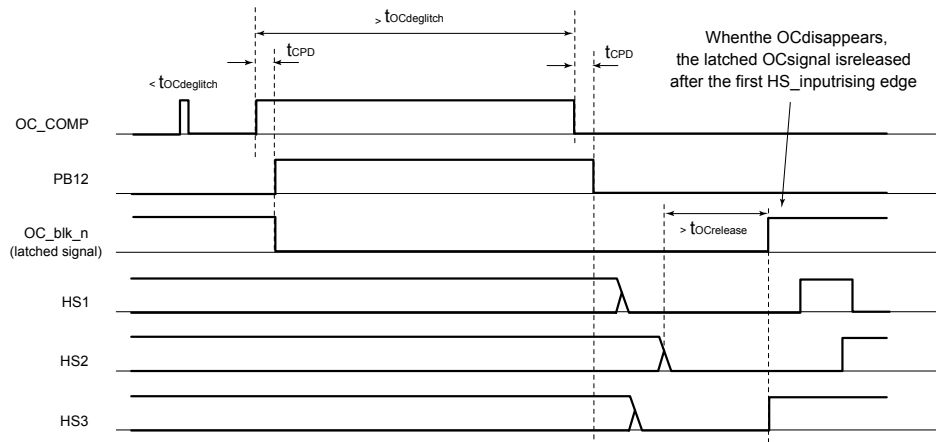 > tOCdeglitch
tCPD
tCPD
< tOCdeglitch
Whenthe OCdisappears,
the latched OCsignal isreleased
after the first HS_inputrising edge
OC_COMP
PB12
OC_blk_n
(latched signal)
> tOCrelease
HS1
HS2
HS3